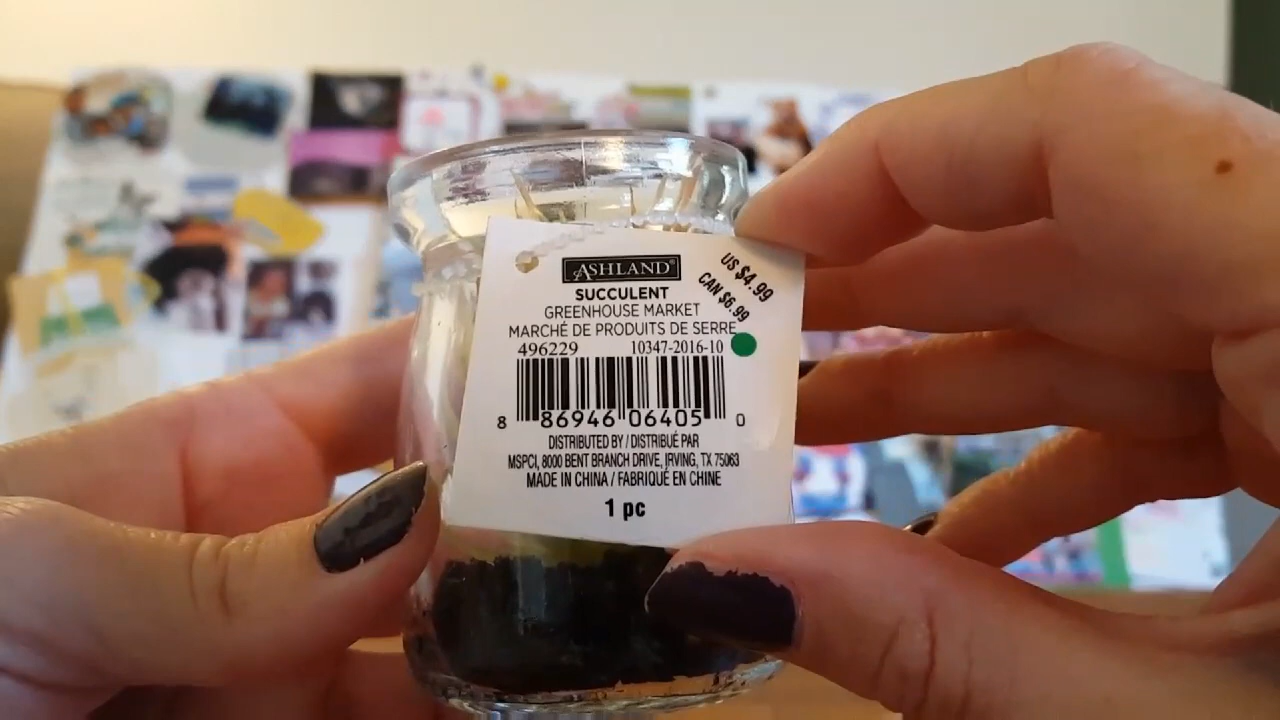 ASHLAND®
US $4.99
CAN $6.99
SUCCULENT
GREENHOUSE MARKET
MARCHÉ DE PRODUITS DE SERRE
496229 10347-2016-10
8 86946 06405 0
DISTRIBUTED BY / DISTRIBUÉ PAR
MSPCI, 8000 BENT BRANCH DRIVE, IRVING, TX 75063
MADE IN CHINA / FABRIQUÉ EN CHINE
1 pc